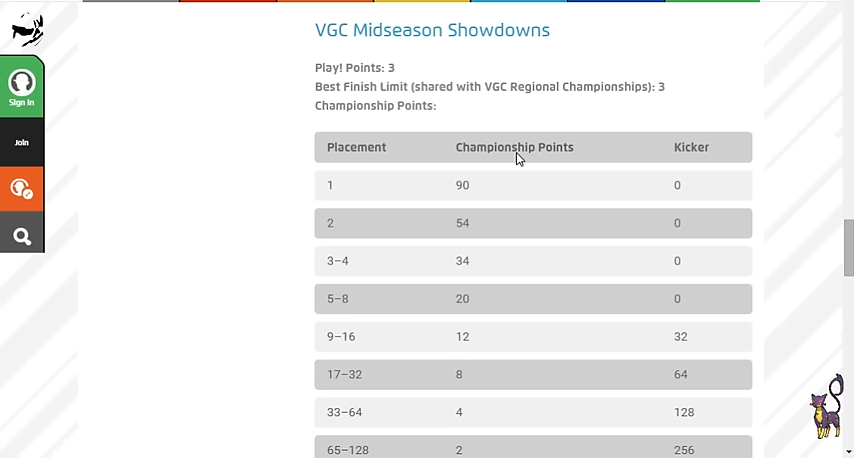 VGC Midseason Showdowns
Play! Points: 3
Best Finish Limit (shared with VGC Regional Championships): 3
Championship Points:
Sign In
Join
Placement Championship Points Kicker
1 90 0
2 54 0
3–4 34 0
5–8 20 0
9–16 12 32
17–32 8 64
33–64 4 128
65–128 2 256